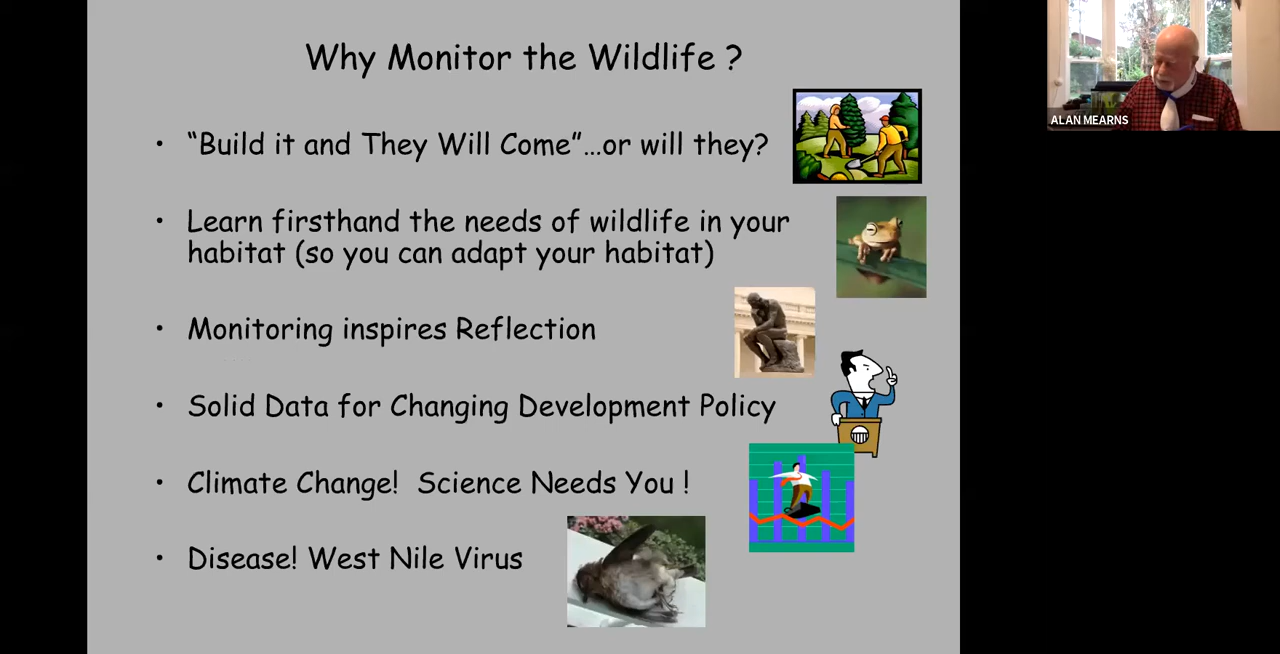 Why Monitor the Wildlife ?
ALAN MEARNS
• “Build it and They Will Come”…or will they?
• Learn firsthand the needs of wildlife in your
habitat (so you can adapt your habitat)
• Monitoring inspires Reflection
• Solid Data for Changing Development Policy
• Climate Change!  Science Needs You !
• Disease! West Nile Virus